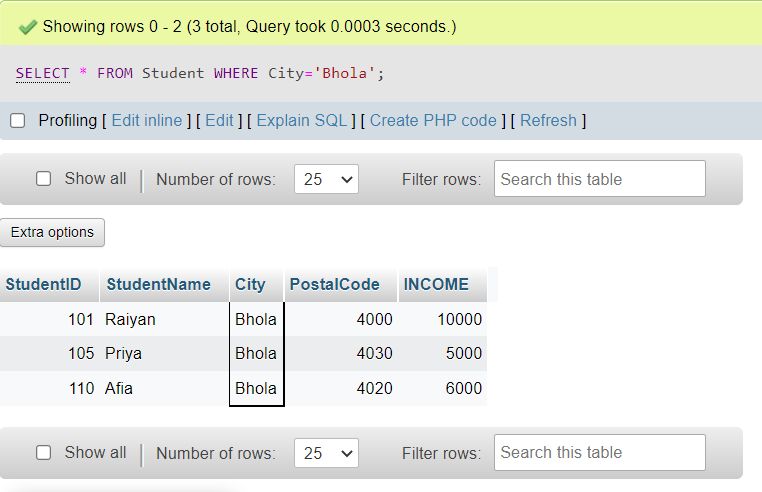 Showing rows 0 - 2 (3 total, Query took 0.0003 seconds.)
SELECT * FROM Student WHERE City='Bhola';
Profiling [ Edit inline ] [ Edit ] [ Explain SQL ] [ Create PHP code ] [ Refresh ]
Show all Number of rows: 25 Filter rows: Search this table
Extra options
StudentID StudentName City PostalCode INCOME
101 Raiyan Bhola 4000 10000
105 Priya Bhola 4030 5000
110 Afia Bhola 4020 6000
Show all Number of rows: 25 Filter rows: Search this table